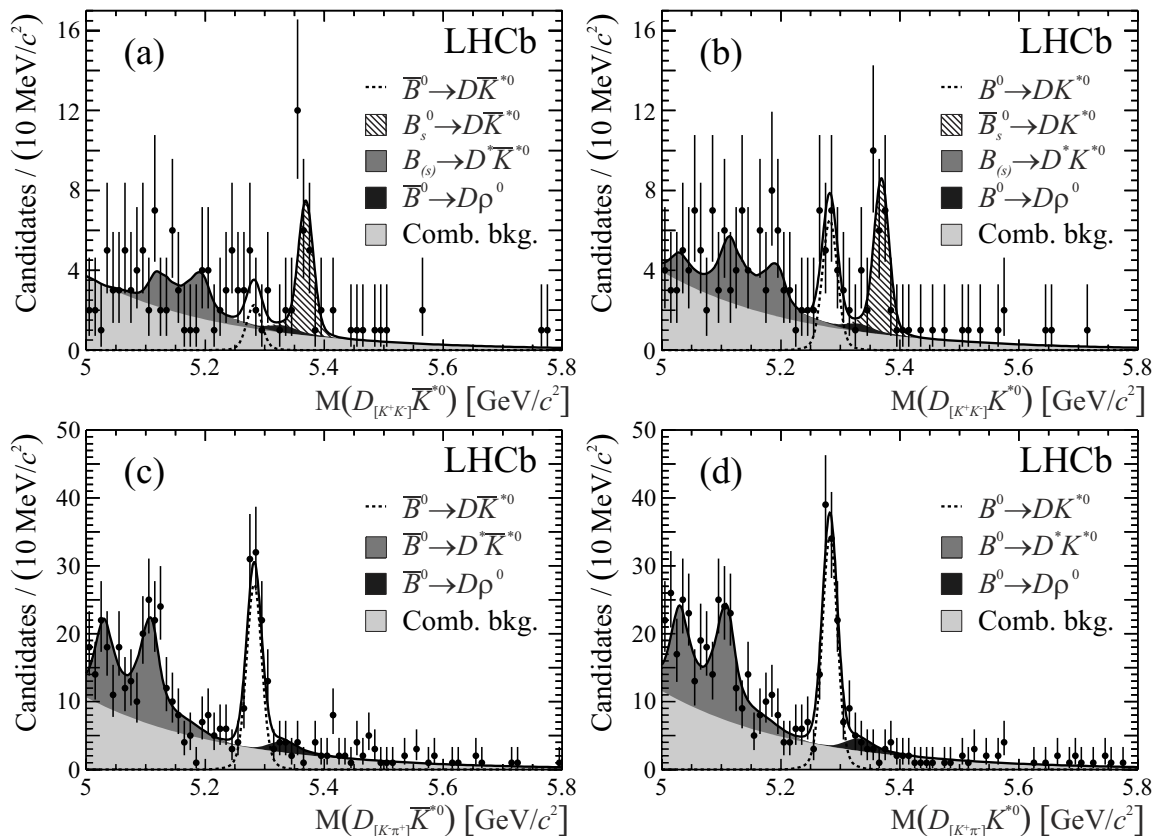 (a) LHCb
B̅⁰→DK̅*⁰
B_s⁰→DK̅*⁰
B_(s)→D*K̅*⁰
B̅⁰→Dρ⁰
Comb. bkg.
Candidates / (10 MeV/c²)
16
12
8
4
0
5 5.2 5.4 5.6 5.8
M(D_[K⁺K⁻]K̅*⁰) [GeV/c²]
(b) LHCb
B⁰→DK*⁰
B̅_s⁰→DK*⁰
B_(s)→D*K*⁰
B⁰→Dρ⁰
Comb. bkg.
Candidates / (10 MeV/c²)
16
12
8
4
0
5 5.2 5.4 5.6 5.8
M(D_[K⁺K⁻]K*⁰) [GeV/c²]
(c) LHCb
B̅⁰→DK̅*⁰
B̅⁰→D*K̅*⁰
B̅⁰→Dρ⁰
Comb. bkg.
Candidates / (10 MeV/c²)
50
40
30
20
10
0
5 5.2 5.4 5.6 5.8
M(D_[K⁻π⁺]K̅*⁰) [GeV/c²]
(d) LHCb
B⁰→DK*⁰
B⁰→D*K*⁰
B⁰→Dρ⁰
Comb. bkg.
Candidates / (10 MeV/c²)
50
40
30
20
10
0
5 5.2 5.4 5.6 5.8
M(D_[K⁺π⁻]K*⁰) [GeV/c²]